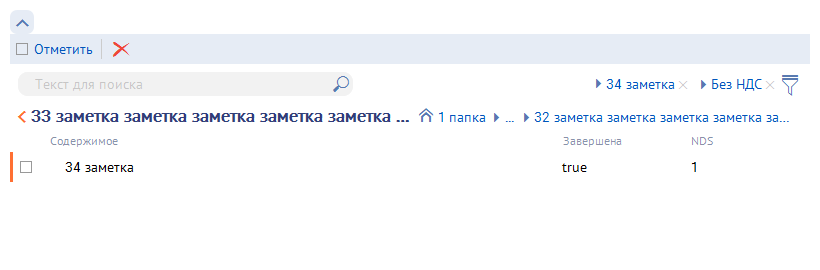 Отметить
Текст для поиска 34 заметка Без НДС
33 заметка заметка заметка заметка заметка ... 1 папка ... 32 заметка заметка заметка заметка за...
Содержимое Завершена NDS
34 заметка true 1